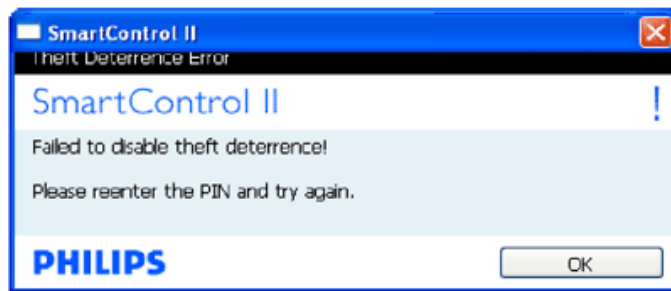 SmartControl II
Theft Deterrence Error
SmartControl II
!
Failed to disable theft deterrence!
Please reenter the PIN and try again.
PHILIPS
OK